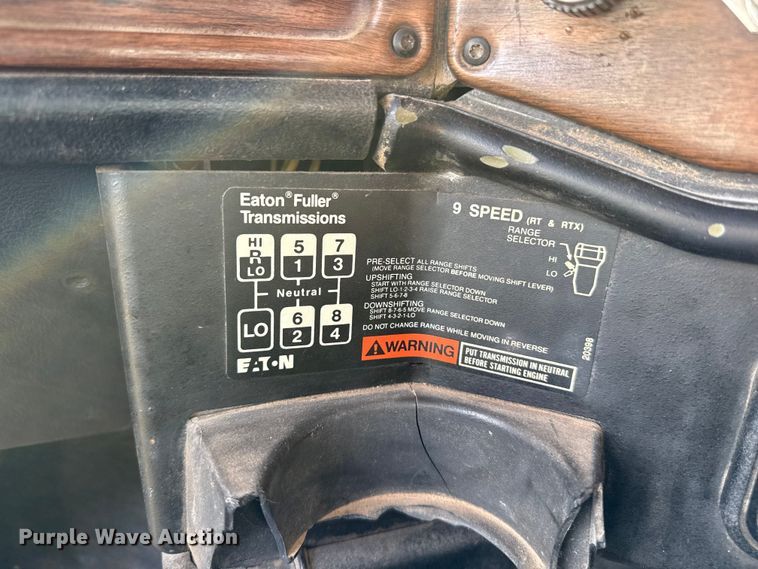 Eaton® Fuller®
Transmissions
9 SPEED (RT & RTX)
RANGE
SELECTOR
HI
LO
HI
R
LO
5
1
7
3
Neutral
LO
6
2
8
4
EATON
PRE-SELECT ALL RANGE SHIFTS
(MOVE RANGE SELECTOR BEFORE MOVING SHIFT LEVER)
UPSHIFTING
START WITH RANGE SELECTOR DOWN
SHIFT LO-1-2-3-4 RAISE RANGE SELECTOR
SHIFT 5-6-7-8
DOWNSHIFTING
SHIFT 8-7-6-5 MOVE RANGE SELECTOR DOWN
SHIFT 4-3-2-1-LO
DO NOT CHANGE RANGE WHILE MOVING IN REVERSE
WARNING
PUT TRANSMISSION IN NEUTRAL
BEFORE STARTING ENGINE
20398
Purple Wave Auction